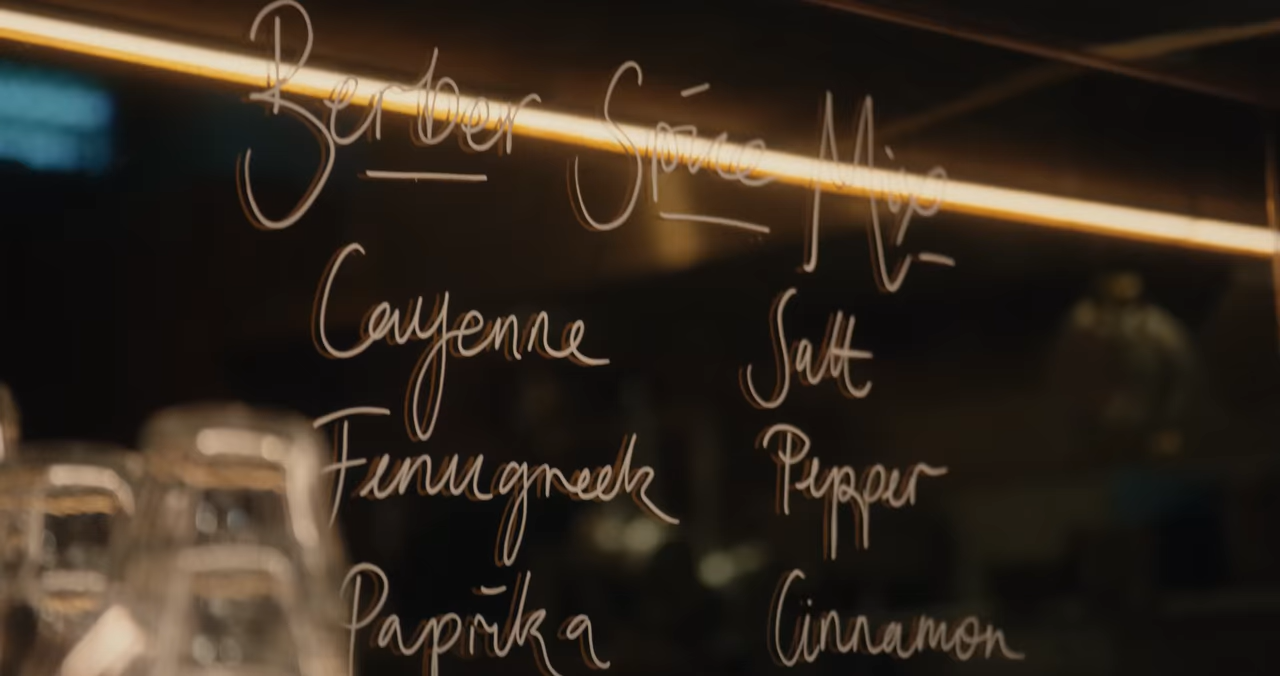 Berber Spice Mix
Cayenne
Fenugreek
Paprika
Salt
Pepper
Cinnamon